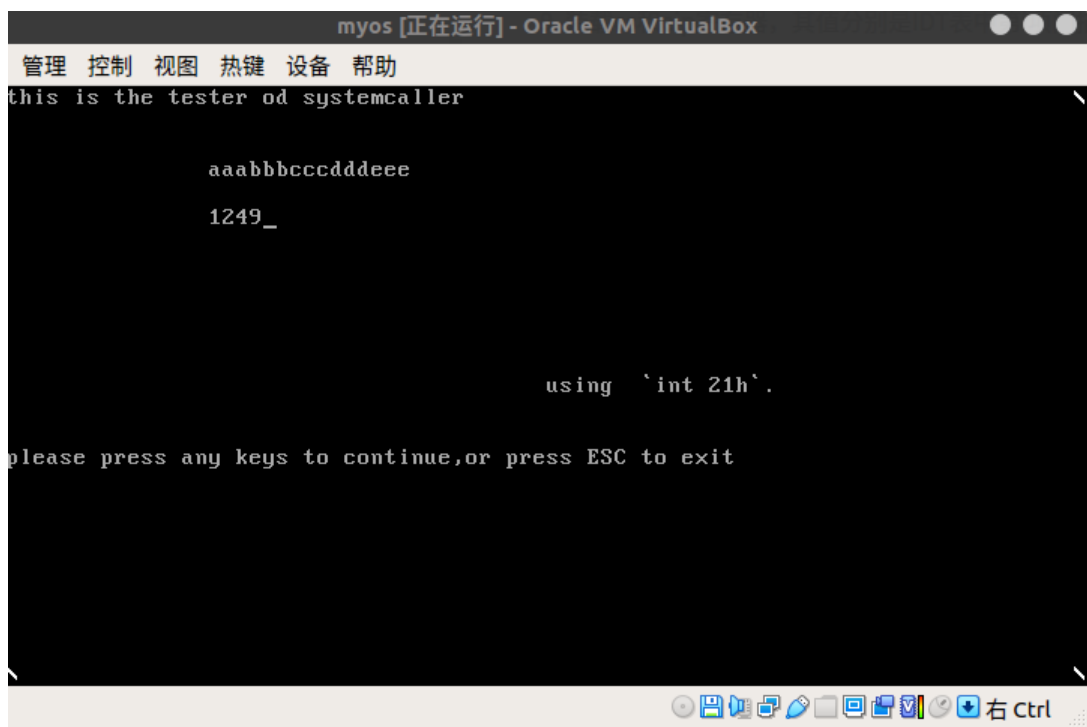 myos [正在运行] - Oracle VM VirtualBox
管理 控制 视图 热键 设备 帮助
this is the tester od systemcaller
aaabbbcccdddeee
1249_
using `int 21h`.
please press any keys to continue,or press ESC to exit
右 Ctrl